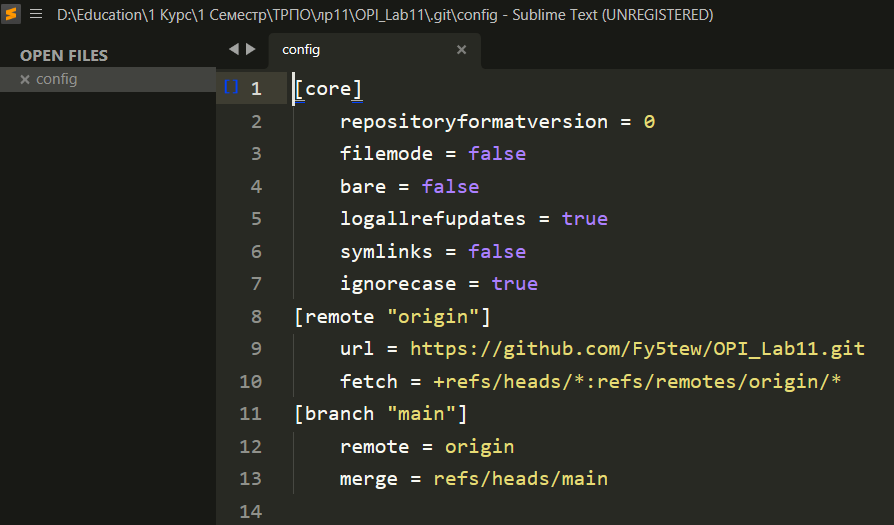 D:\Education\1 Курс\1 Семестр\ТРПО\лр11\OPI_Lab11\.git\config - Sublime Text (UNREGISTERED)
OPEN FILES
config
config
1 [core]
2 repositoryformatversion = 0
3 filemode = false
4 bare = false
5 logallrefupdates = true
6 symlinks = false
7 ignorecase = true
8 [remote "origin"]
9 url = https://github.com/Fy5tew/OPI_Lab11.git
10 fetch = +refs/heads/*:refs/remotes/origin/*
11 [branch "main"]
12 remote = origin
13 merge = refs/heads/main
14